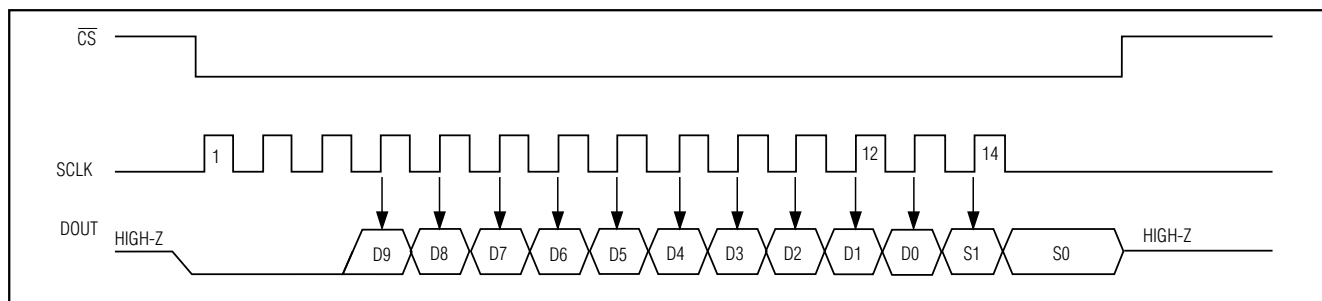 CS
1 12 14
SCLK
DOUT
HIGH-Z HIGH-Z
D9 D8 D7 D6 D5 D4 D3 D2 D1 D0 S1 S0